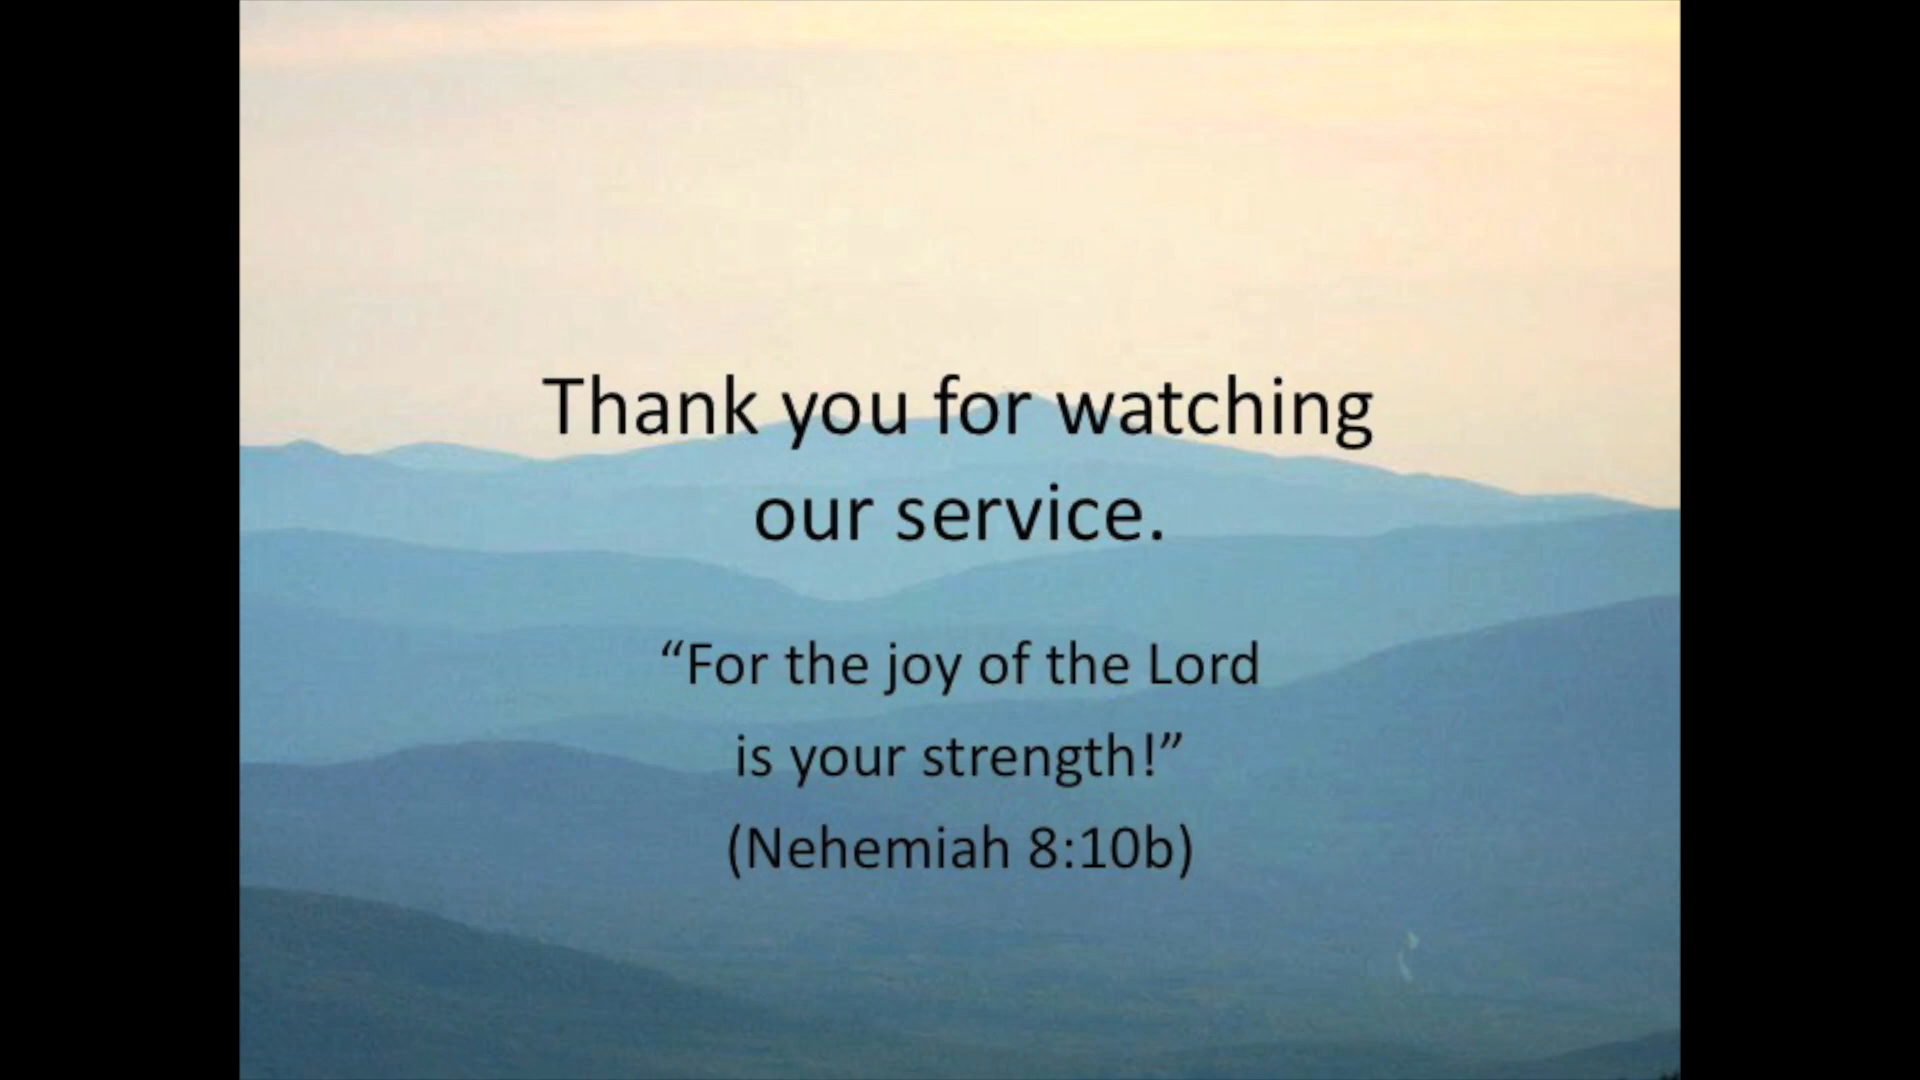 Thank you for watching
our service.
“For the joy of the Lord
is your strength!”
(Nehemiah 8:10b)